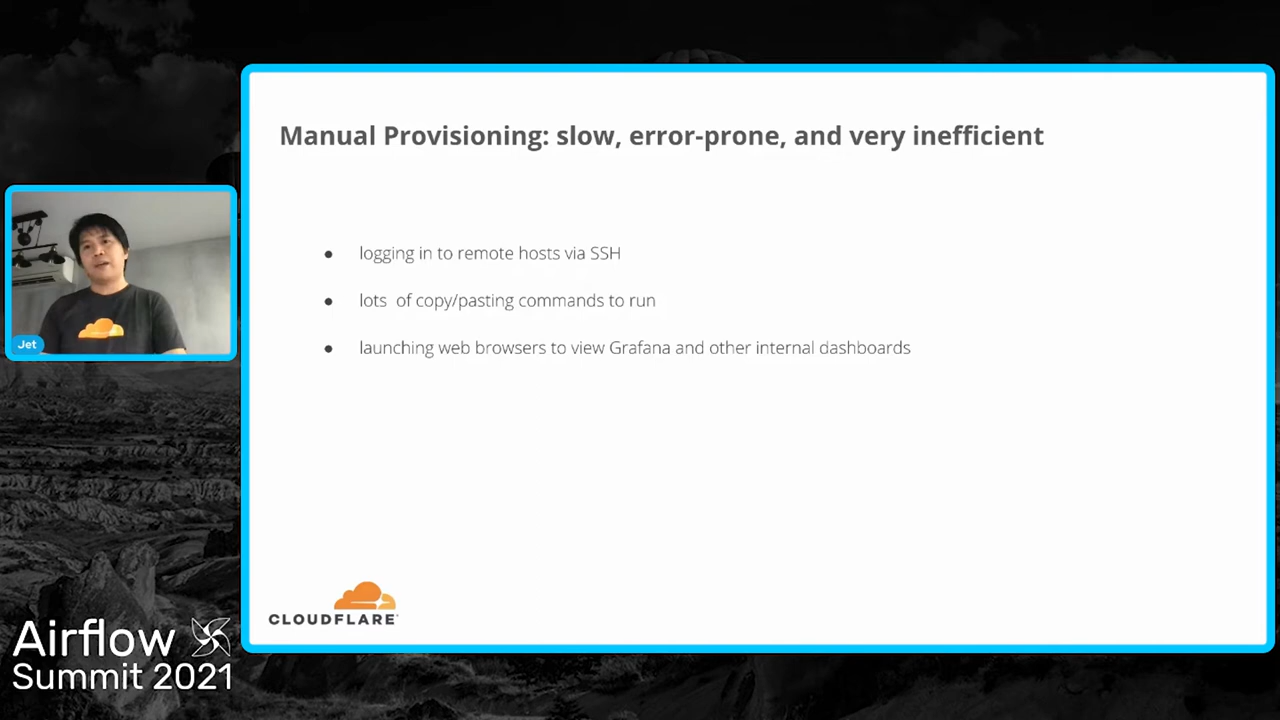 Manual Provisioning: slow, error-prone, and very inefficient
● logging in to remote hosts via SSH
● lots of copy/pasting commands to run
● launching web browsers to view Grafana and other internal dashboards
Jet
CLOUDFLARE
Airflow
Summit 2021